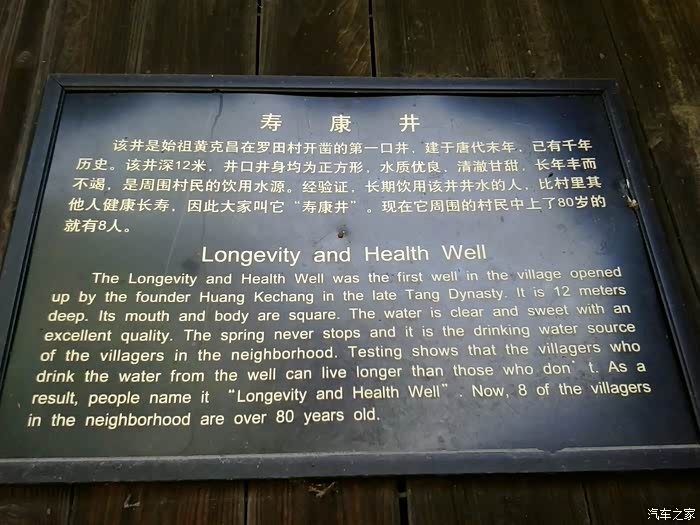 寿康井
该井是始祖黄克昌在罗田村开凿的第一口井，建于唐代末年，已有千年
历史。该井深12米，井口井身均为正方形，水质优良，清澈甘甜，长年丰而
不竭，是周围村民的饮用水源。经验证，长期饮用该井井水的人，比村里其
他人健康长寿，因此大家叫它“寿康井”。现在它周围的村民中上了80岁的
就有8人。
Longevity and Health Well
The Longevity and Health Well was the first well in the village opened
up by the founder Huang Kechang in the late Tang Dynasty. It is 12 meters
deep. Its mouth and body are square. The water is clear and sweet with an
excellent quality. The spring never stops and it is the drinking water source
of the villagers in the neighborhood. Testing shows that the villagers who
drink the water from the well can live longer than those who don’t. As a
result, people name it “Longevity and Health Well”. Now, 8 of the villagers
in the neighborhood are over 80 years old.
汽车之家